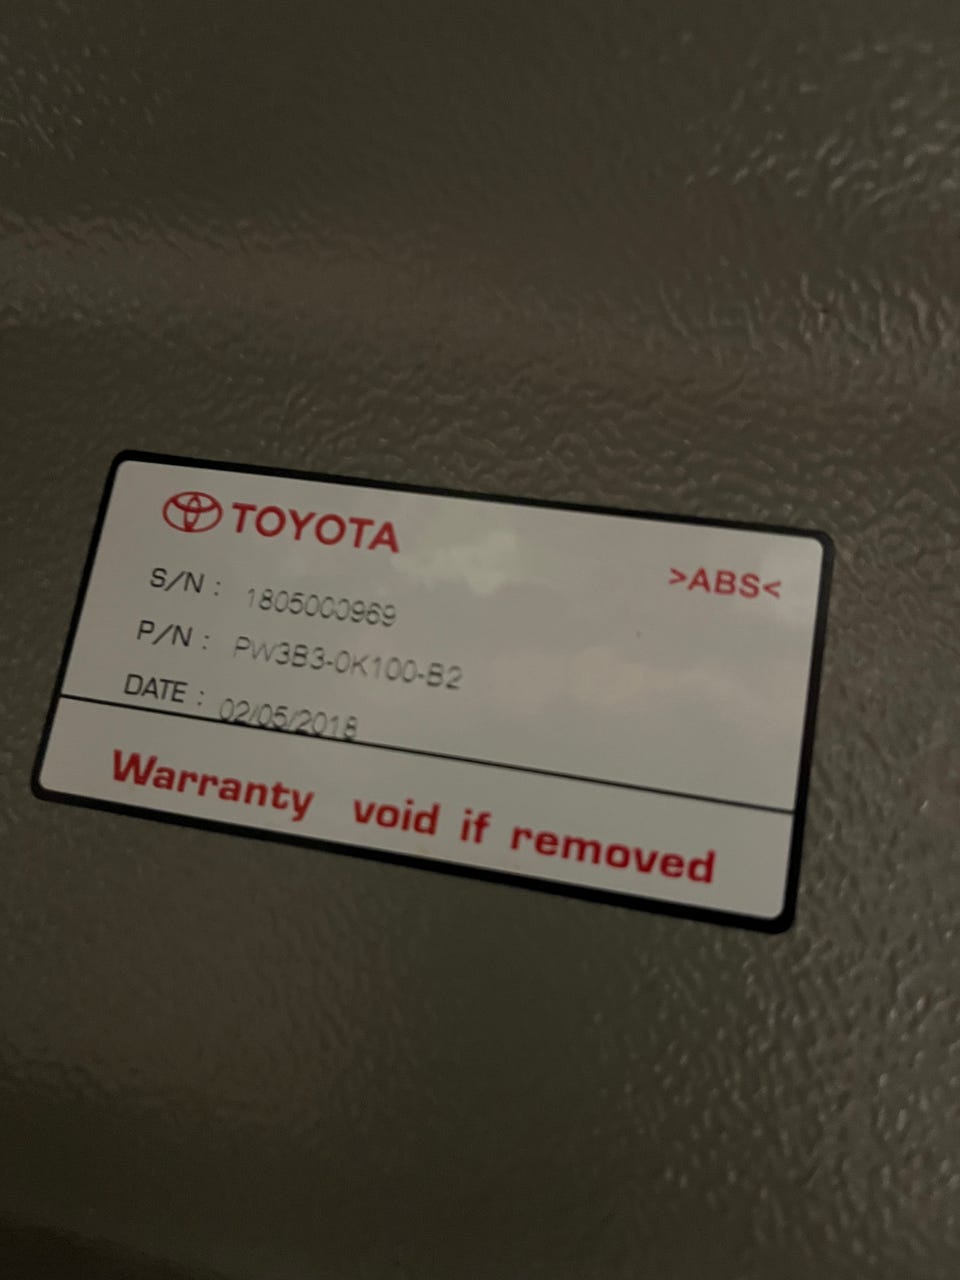 TOYOTA
>ABS<
S/N : 1805000969
P/N : PW3B3-0K100-B2
DATE : 02/05/2018
Warranty void if removed